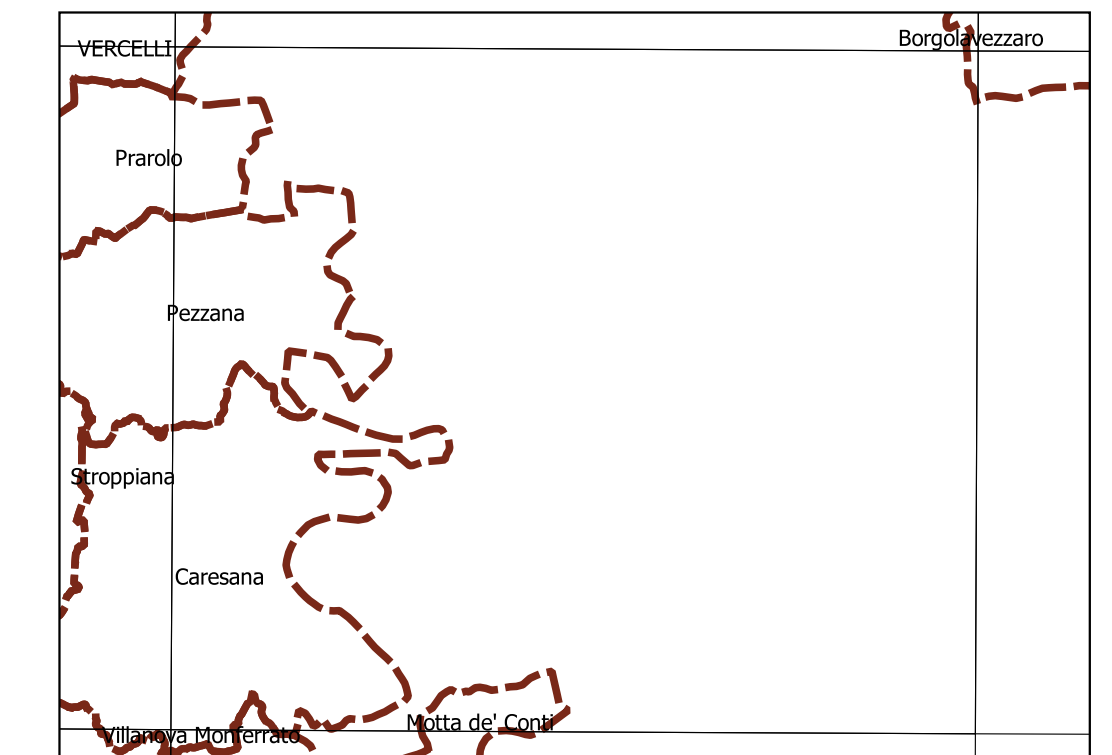 Borgolavezzaro
VERCELLI
Prarolo
Pezzana
Stroppiana
Caresana
Motta de' Conti
Villanova Monferrato